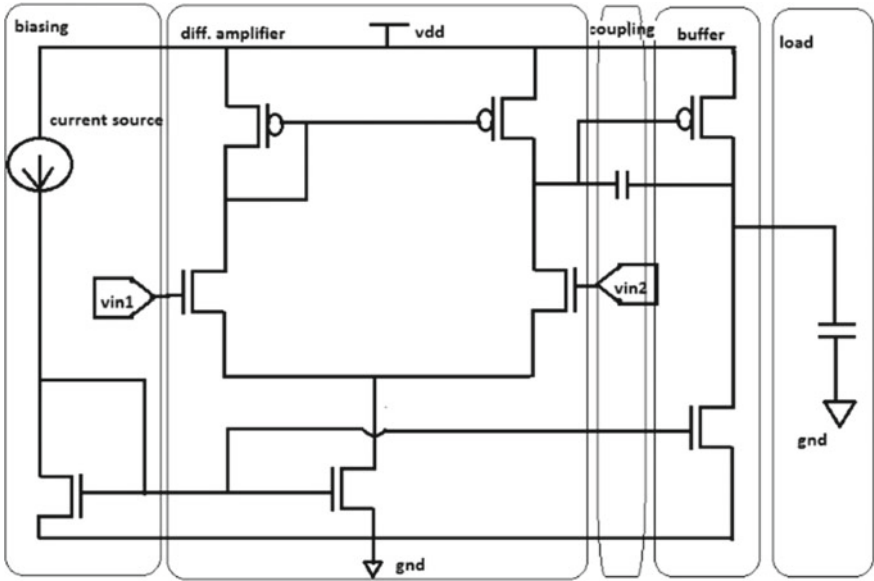 biasing
diff. amplifier
vdd
coupling
buffer
load
current source
vin1
vin2
gnd
gnd